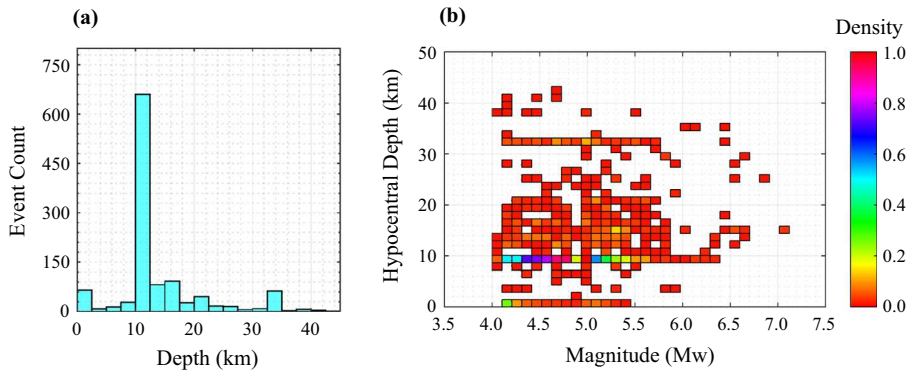 (a)
Event Count
750
600
450
300
150
0
0 10 20 30 40
Depth (km)
(b)
Hypocentral Depth (km)
50
40
30
20
10
0
3.5 4.0 4.5 5.0 5.5 6.0 6.5 7.0 7.5
Magnitude (Mw)
Density
1.0
0.8
0.6
0.4
0.2
0.0